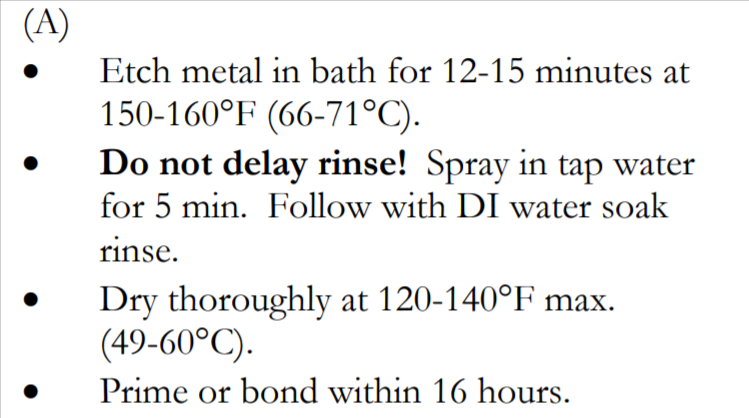 (A)
• Etch metal in bath for 12-15 minutes at
150-160°F (66-71°C).
• Do not delay rinse!  Spray in tap water
for 5 min.  Follow with DI water soak
rinse.
• Dry thoroughly at 120-140°F max.
(49-60°C).
• Prime or bond within 16 hours.